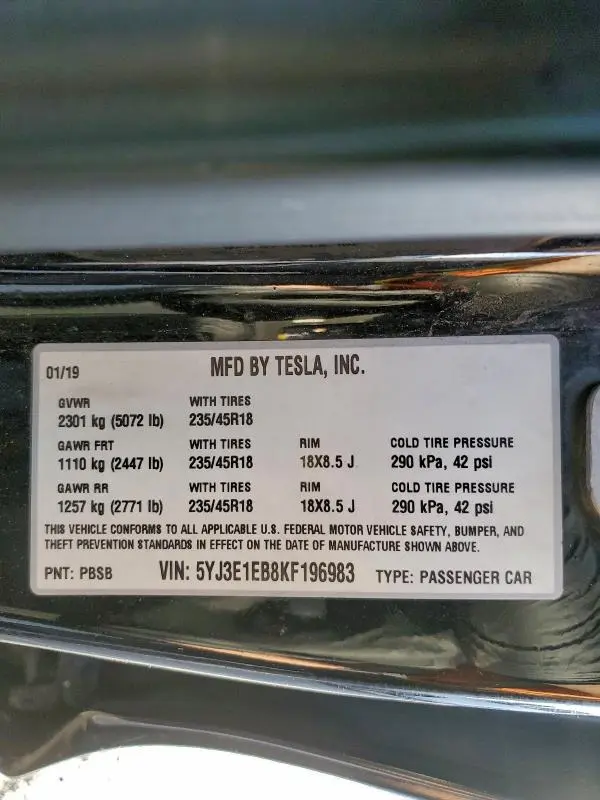 01/19 MFD BY TESLA, INC.
GVWR WITH TIRES
2301 kg (5072 lb) 235/45R18
GAWR FRT WITH TIRES RIM COLD TIRE PRESSURE
1110 kg (2447 lb) 235/45R18 18X8.5 J 290 kPa, 42 psi
GAWR RR WITH TIRES RIM COLD TIRE PRESSURE
1257 kg (2771 lb) 235/45R18 18X8.5 J 290 kPa, 42 psi
THIS VEHICLE CONFORMS TO ALL APPLICABLE U.S. FEDERAL MOTOR VEHICLE SAFETY, BUMPER, AND
THEFT PREVENTION STANDARDS IN EFFECT ON THE DATE OF MANUFACTURE SHOWN ABOVE.
PNT: PBSB VIN: 5YJ3E1EB8KF196983 TYPE: PASSENGER CAR